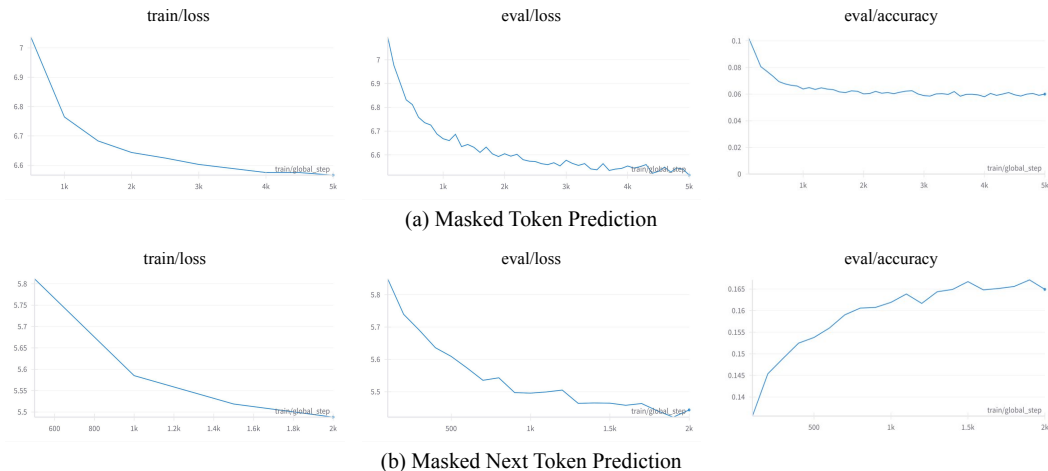 train/loss eval/loss eval/accuracy
7
6.9
6.8
6.7
6.6
train/global_step
1k 2k 3k 4k 5k
7
6.9
6.8
6.7
6.6
train/global_step
1k 2k 3k 4k 5k
0.1
0.08
0.06
0.04
0.02
0
train/global_step
1k 2k 3k 4k 5k
(a) Masked Token Prediction
train/loss eval/loss eval/accuracy
5.8
5.75
5.7
5.65
5.6
5.55
5.5
train/global_step
600 800 1k 1.2k 1.4k 1.6k 1.8k 2k
5.8
5.7
5.6
5.5
train/global_step
500 1k 1.5k 2k
0.165
0.16
0.155
0.15
0.145
0.14
train/global_step
500 1k 1.5k 2k
(b) Masked Next Token Prediction